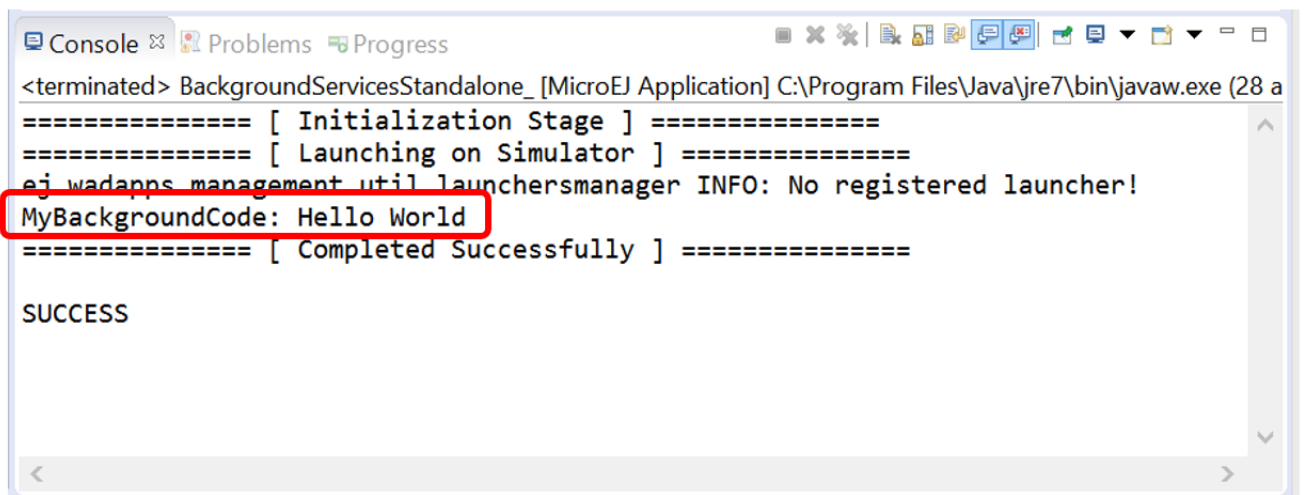 Console Problems Progress
<terminated> BackgroundServicesStandalone_ [MicroEJ Application] C:\Program Files\Java\jre7\bin\javaw.exe (28 a
=============== [ Initialization Stage ] ===============
=============== [ Launching on Simulator ] ===============
ej.wadapps.management.util.launchersmanager INFO: No registered launcher!
MyBackgroundCode: Hello World
=============== [ Completed Successfully ] ===============
SUCCESS